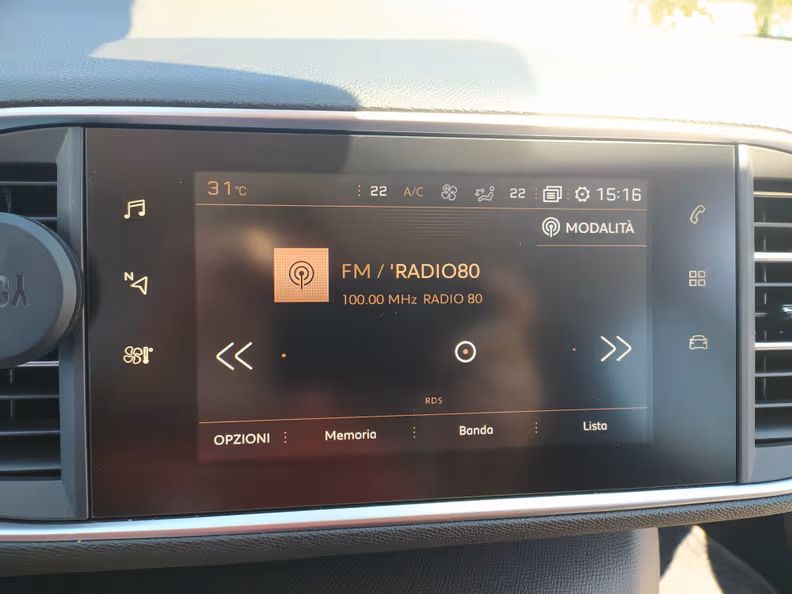 31°C 22 A/C 22 15:16
MODALITÀ
FM / 'RADIO80
100.00 MHz RADIO 80
N
RDS
OPZIONI Memoria Banda Lista